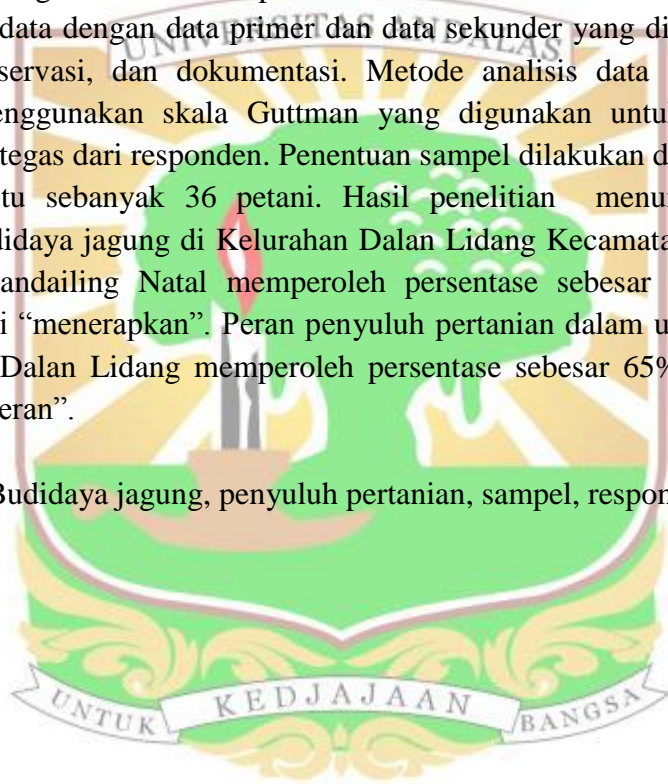 data dengan data primer dan data sekunder yang di
UNIVERSITAS ANDALAS
servasi, dan dokumentasi. Metode analisis data
enggunakan skala Guttman yang digunakan untu
tegas dari responden. Penentuan sampel dilakukan d
tu sebanyak 36 petani. Hasil penelitian menu
didaya jagung di Kelurahan Dalan Lidang Kecamata
andailing Natal memperoleh persentase sebesar
i “menerapkan”. Peran penyuluh pertanian dalam u
Dalan Lidang memperoleh persentase sebesar 65%
eran”.
Budidaya jagung, penyuluh pertanian, sampel, respon
UNTUK KEDJAJAAN BANGSA